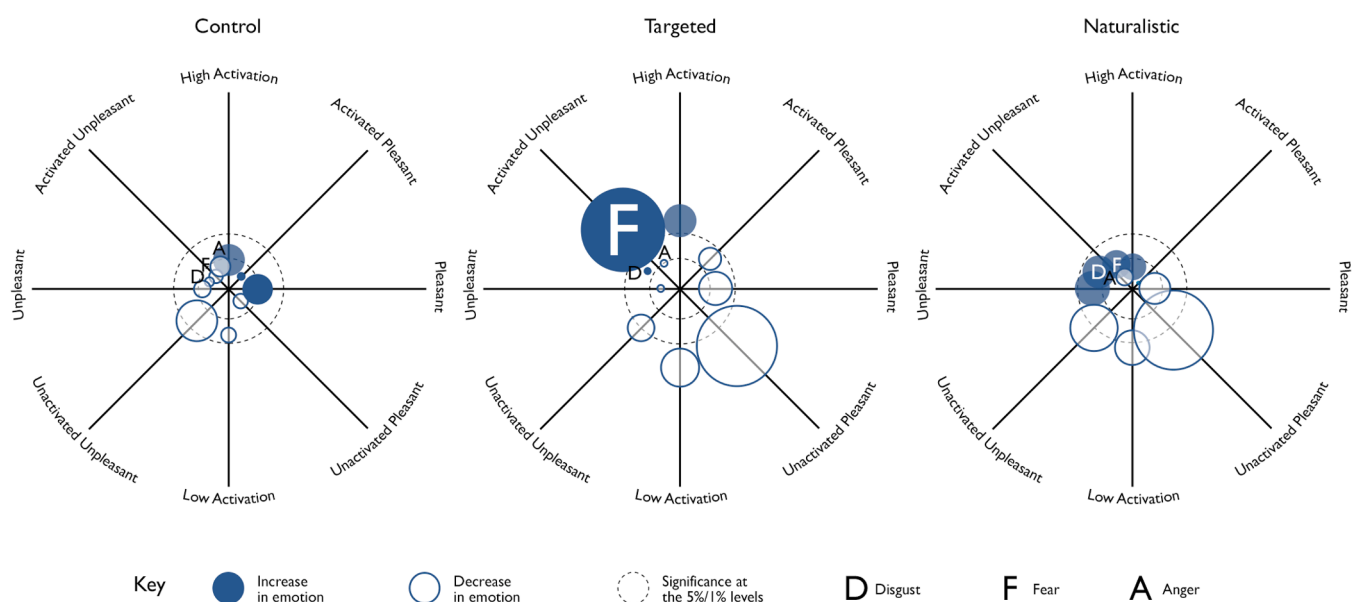 Control
Targeted
Naturalistic
High Activation
Activated Unpleasant
Activated Pleasant
Unpleasant
Pleasant
Unactivated Unpleasant
Unactivated Pleasant
Low Activation
A
F
D
High Activation
Activated Unpleasant
Activated Pleasant
Unpleasant
Pleasant
Unactivated Unpleasant
Unactivated Pleasant
Low Activation
F
A
D
High Activation
Activated Unpleasant
Activated Pleasant
Unpleasant
Pleasant
Unactivated Unpleasant
Unactivated Pleasant
Low Activation
F
D
A
Key
Increase
in emotion
Decrease
in emotion
Significance at
the 5%/1% levels
D Disgust
F Fear
A Anger